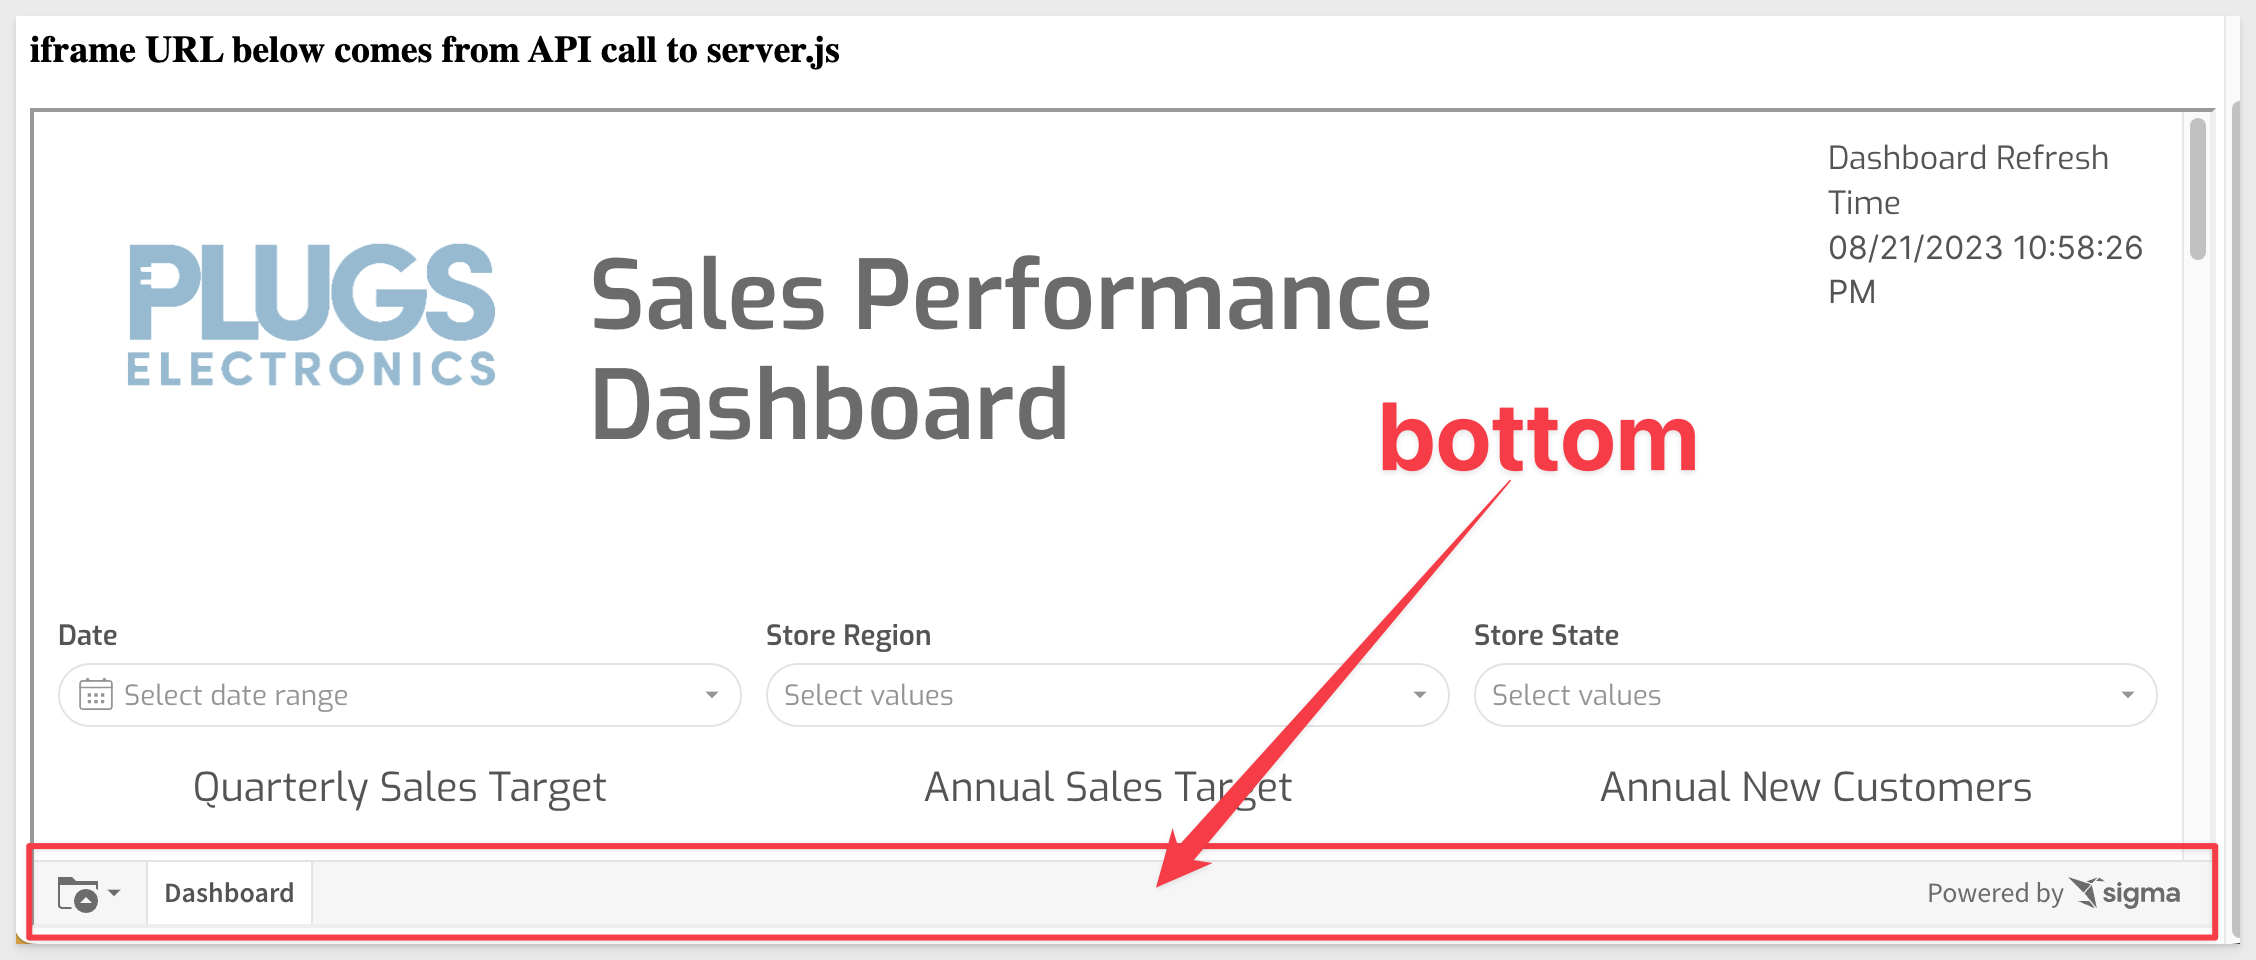 iframe URL below comes from API call to server.js
Dashboard Refresh
Time
08/21/2023 10:58:26
PM
PLUGS
ELECTRONICS
Sales Performance
Dashboard
bottom
Date
Store Region
Store State
Select date range
Select values
Select values
Quarterly Sales Target
Annual Sales Target
Annual New Customers
Dashboard
Powered by sigma